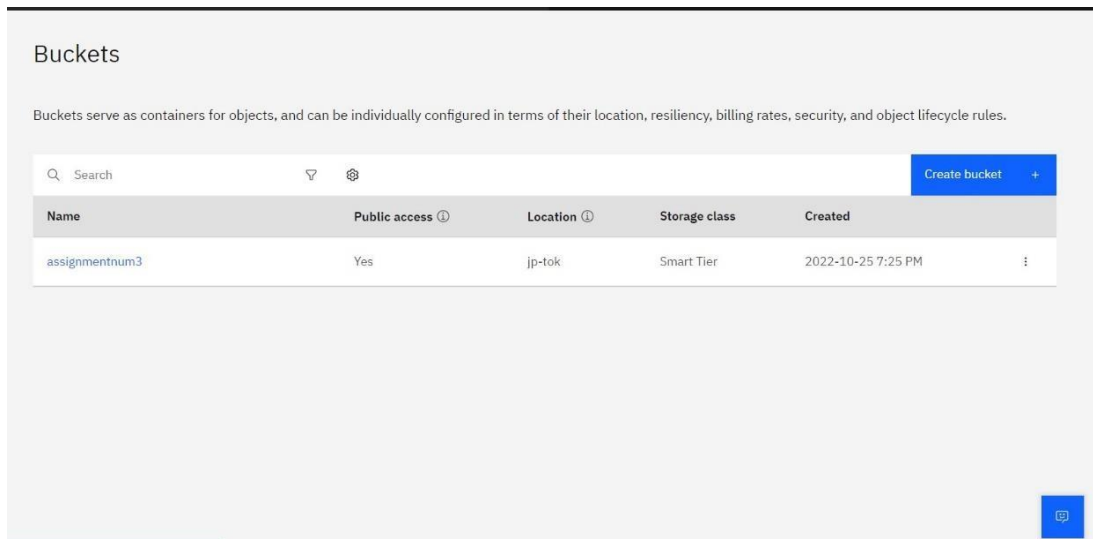 Buckets
Buckets serve as containers for objects, and can be individually configured in terms of their location, resiliency, billing rates, security, and object lifecycle rules.
Search Create bucket +
Name Public access Location Storage class Created
assignmentnum3 Yes jp-tok Smart Tier 2022-10-25 7:25 PM